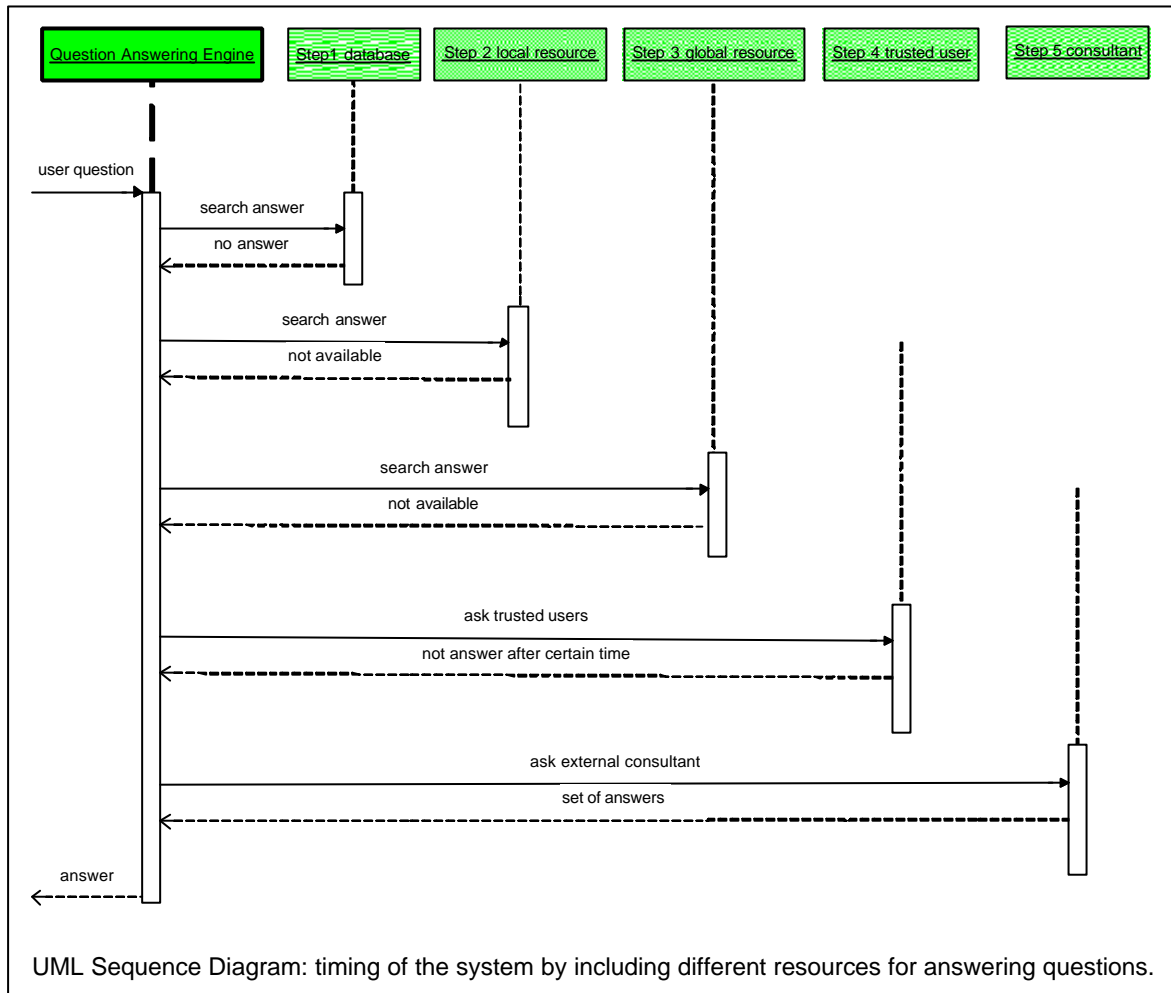 Question Answering Engine
Step1 database
Step 2 local resource
Step 3 global resource
Step 4 trusted user
Step 5 consultant
user question
search answer
no answer
search answer
not available
search answer
not available
ask trusted users
not answer after certain time
ask external consultant
set of answers
answer
UML Sequence Diagram: timing of the system by including different resources for answering questions.